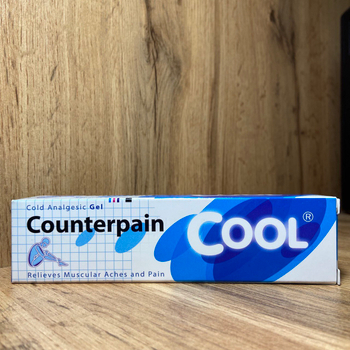 Cold Analgesic Gel
Counterpain
COOL®
Relieves Muscular Aches and Pain